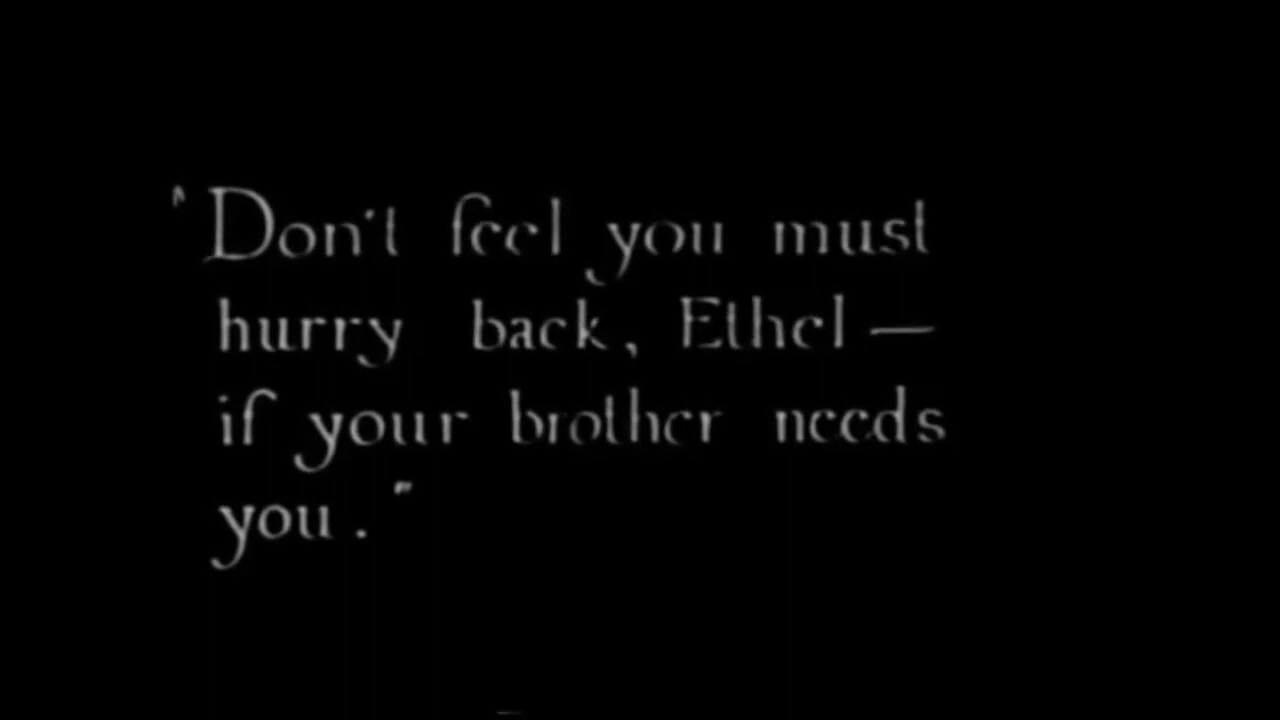 "Don't feel you must
hurry back, Ethel —
if your brother needs
you."